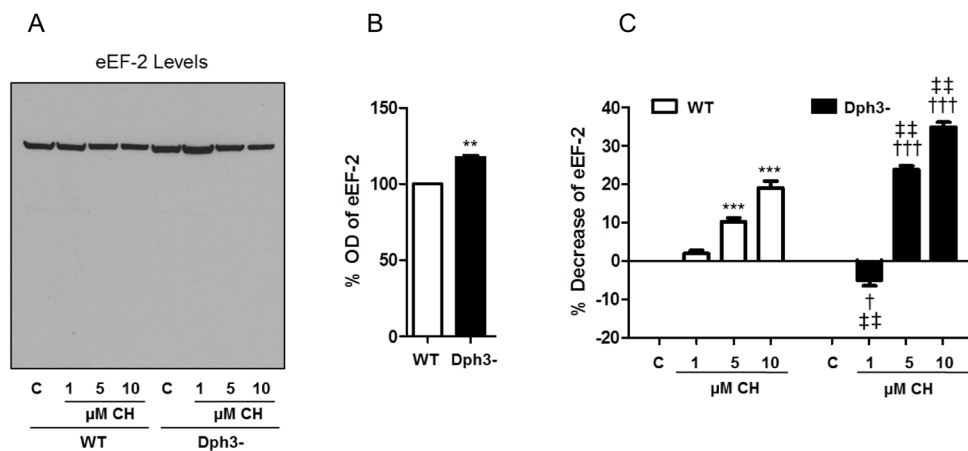 A
eEF-2 Levels
C 1 5 10 C 1 5 10
µM CH µM CH
WT Dph3-
B
% OD of eEF-2
150
100
50
0
**
WT Dph3-
C
% Decrease of eEF-2
40
30
20
10
0
-10
-20
WT Dph3-
***
***
†
‡‡
‡‡
†††
‡‡
†††
C 1 5 10 C 1 5 10
µM CH µM CH